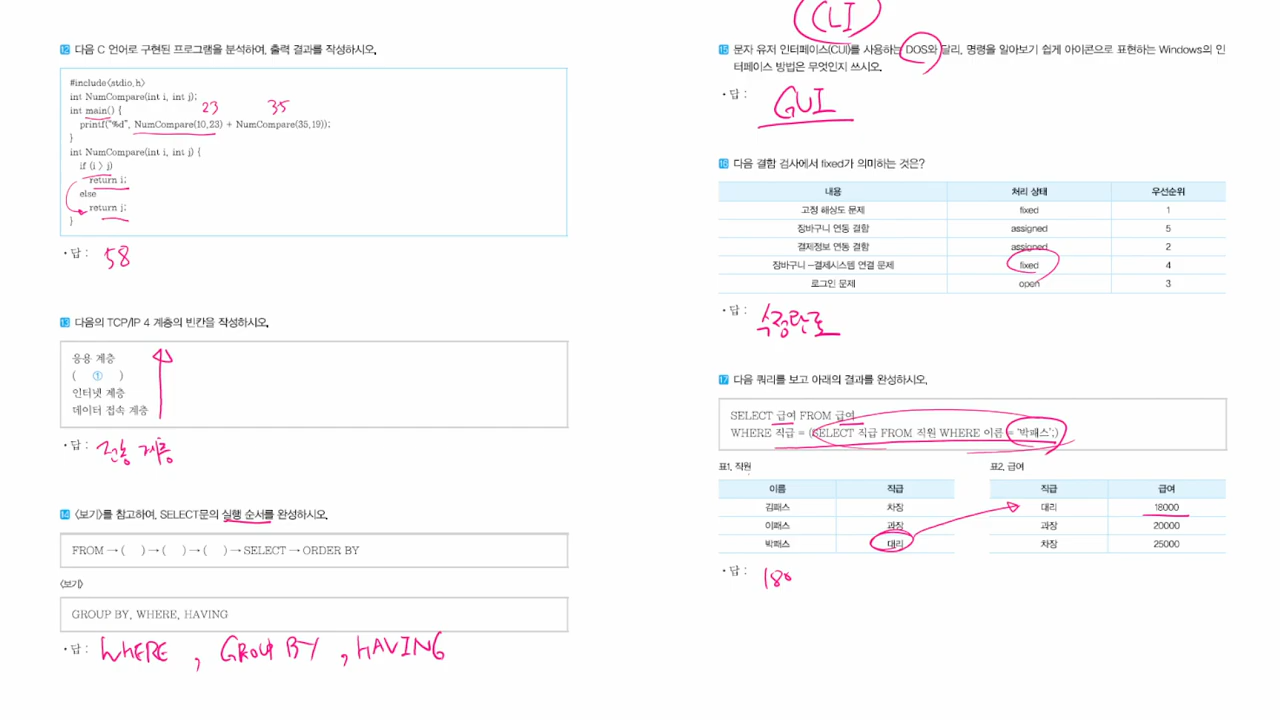 12 다음 C 언어로 구현된 프로그램을 분석하여, 출력 결과를 작성하시오.
#include<stdio.h>
int NumCompare(int i, int j);
int main() {
23 35
printf("%d", NumCompare(10,23) + NumCompare(35,19));
}
int NumCompare(int i, int j) {
if (i > j)
return i;
else
return j;
}
• 답 : 58
13 다음의 TCP/IP 4 계층의 빈칸을 작성하시오.
응용 계층
( ① )
인터넷 계층
데이터 접속 계층
• 답 : 전송 계층
14 <보기>를 참고하여, SELECT문의 실행 순서를 완성하시오.
FROM → ( ) → ( ) → ( ) → SELECT → ORDER BY
<보기>
GROUP BY, WHERE, HAVING
• 답 : WHERE , GROUP BY , HAVING
(CLI)
15 문자 유저 인터페이스(CUI)를 사용하는 DOS와 달리, 명령을 알아보기 쉽게 아이콘으로 표현하는 Windows의 인
터페이스 방법은 무엇인지 쓰시오.
• 답 : GUI
16 다음 결함 검사에서 fixed가 의미하는 것은?
내용 처리 상태 우선순위
고정 해상도 문제 fixed 1
장바구니 연동 결함 assigned 5
결제정보 연동 결함 assigned 2
장바구니 –결제시스템 연결 문제 fixed 4
로그인 문제 open 3
• 답 : 수정완료
17 다음 쿼리를 보고 아래의 결과를 완성하시오.
SELECT 급여 FROM 급여
WHERE 직급 = (SELECT 직급 FROM 직원 WHERE 이름 = '박패스';)
표1. 직원
이름 직급
김패스 차장
이패스 과장
박패스 대리
표2. 급여
직급 급여
대리 18000
과장 20000
차장 25000
• 답 : 180